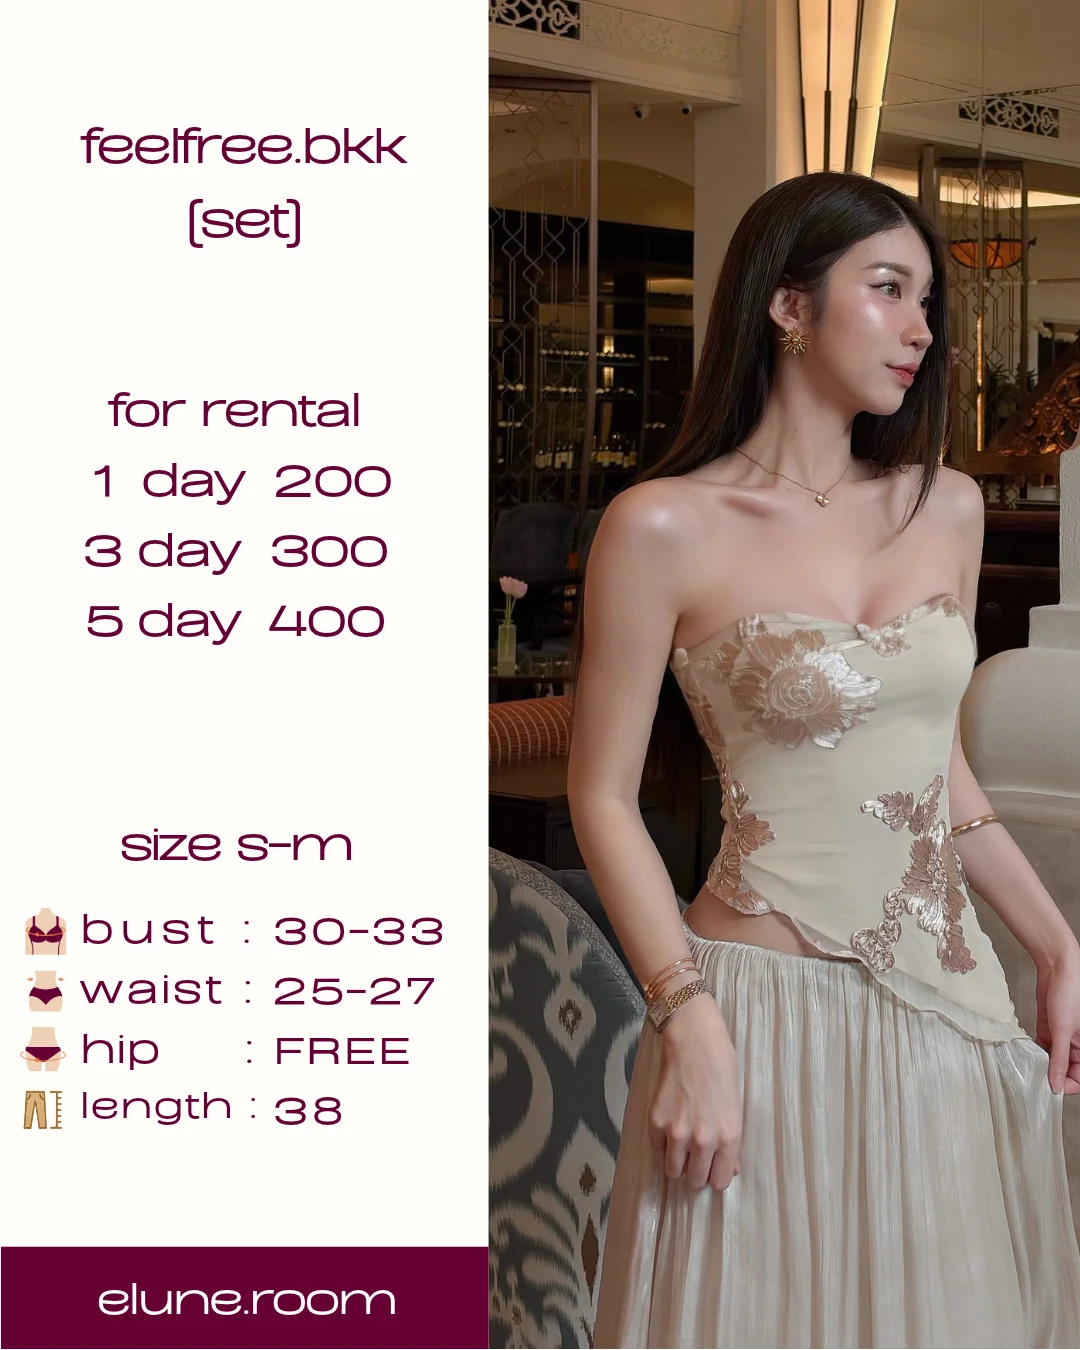 feelfree.bkk
[set]
for rental
1 day 200
3 day 300
5 day 400
size s-m
bust : 30-33
waist : 25-27
hip : FREE
length : 38
elune.room